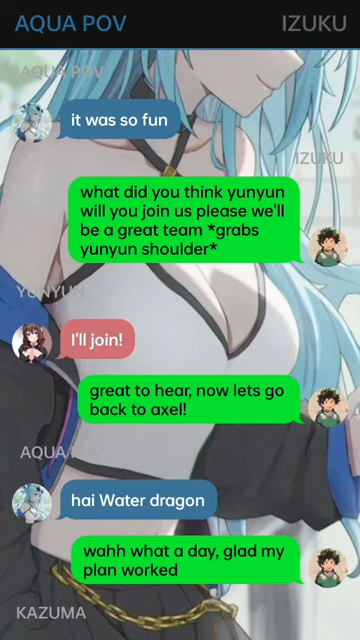 AQUA POV
IZUKU
AQUA POV
it was so fun
IZUKU
what did you think yunyun
will you join us please we'll
be a great team *grabs
yunyun shoulder*
YUNYUN
I'll join!
great to hear, now lets go
back to axel!
AQUA
hai Water dragon
wahh what a day, glad my
plan worked
KAZUMA